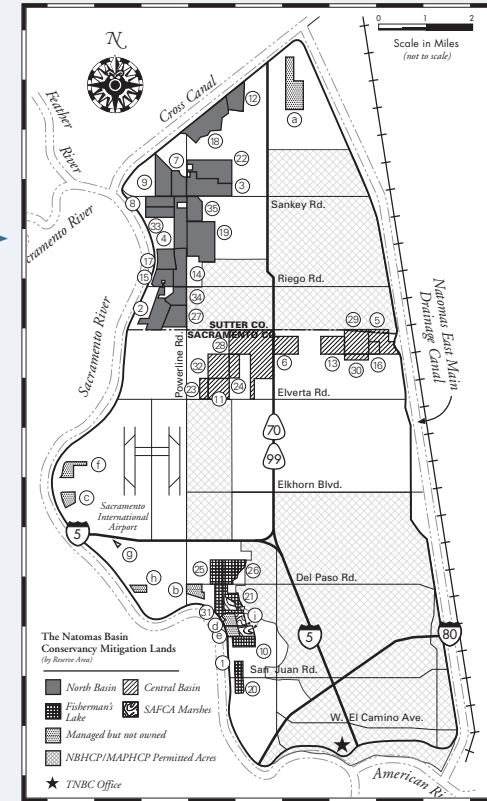 N
0 1 2
Scale in Miles
(not to scale)
Cross Canal
Feather
River
Sacramento River
12
a
18
7
22
9
3
8
Sankey Rd.
35
33
4
19
17
14
15
Riego Rd.
34
2
27
SUTTER CO.
SACRAMENTO CO.
29
5
28
Natomas East Main
Drainage Canal
Sacramento River
Powerline Rd.
32
6
13
30
16
23
24
11
Elverta Rd.
70
99
f
c
Elkhorn Blvd.
Sacramento
International
Airport
5
g
h
b
25
26
Del Paso Rd.
21
31
d
i
e
10
5
80
1
San Juan Rd.
20
W. El Camino Ave.
American
The Natomas Basin
Conservancy Mitigation Lands
(by Reserve Area)
North Basin
Central Basin
Fisherman's
Lake
SAFCA Marshes
Managed but not owned
NBHCP/MAPHCP Permitted Acres
TNBC Office